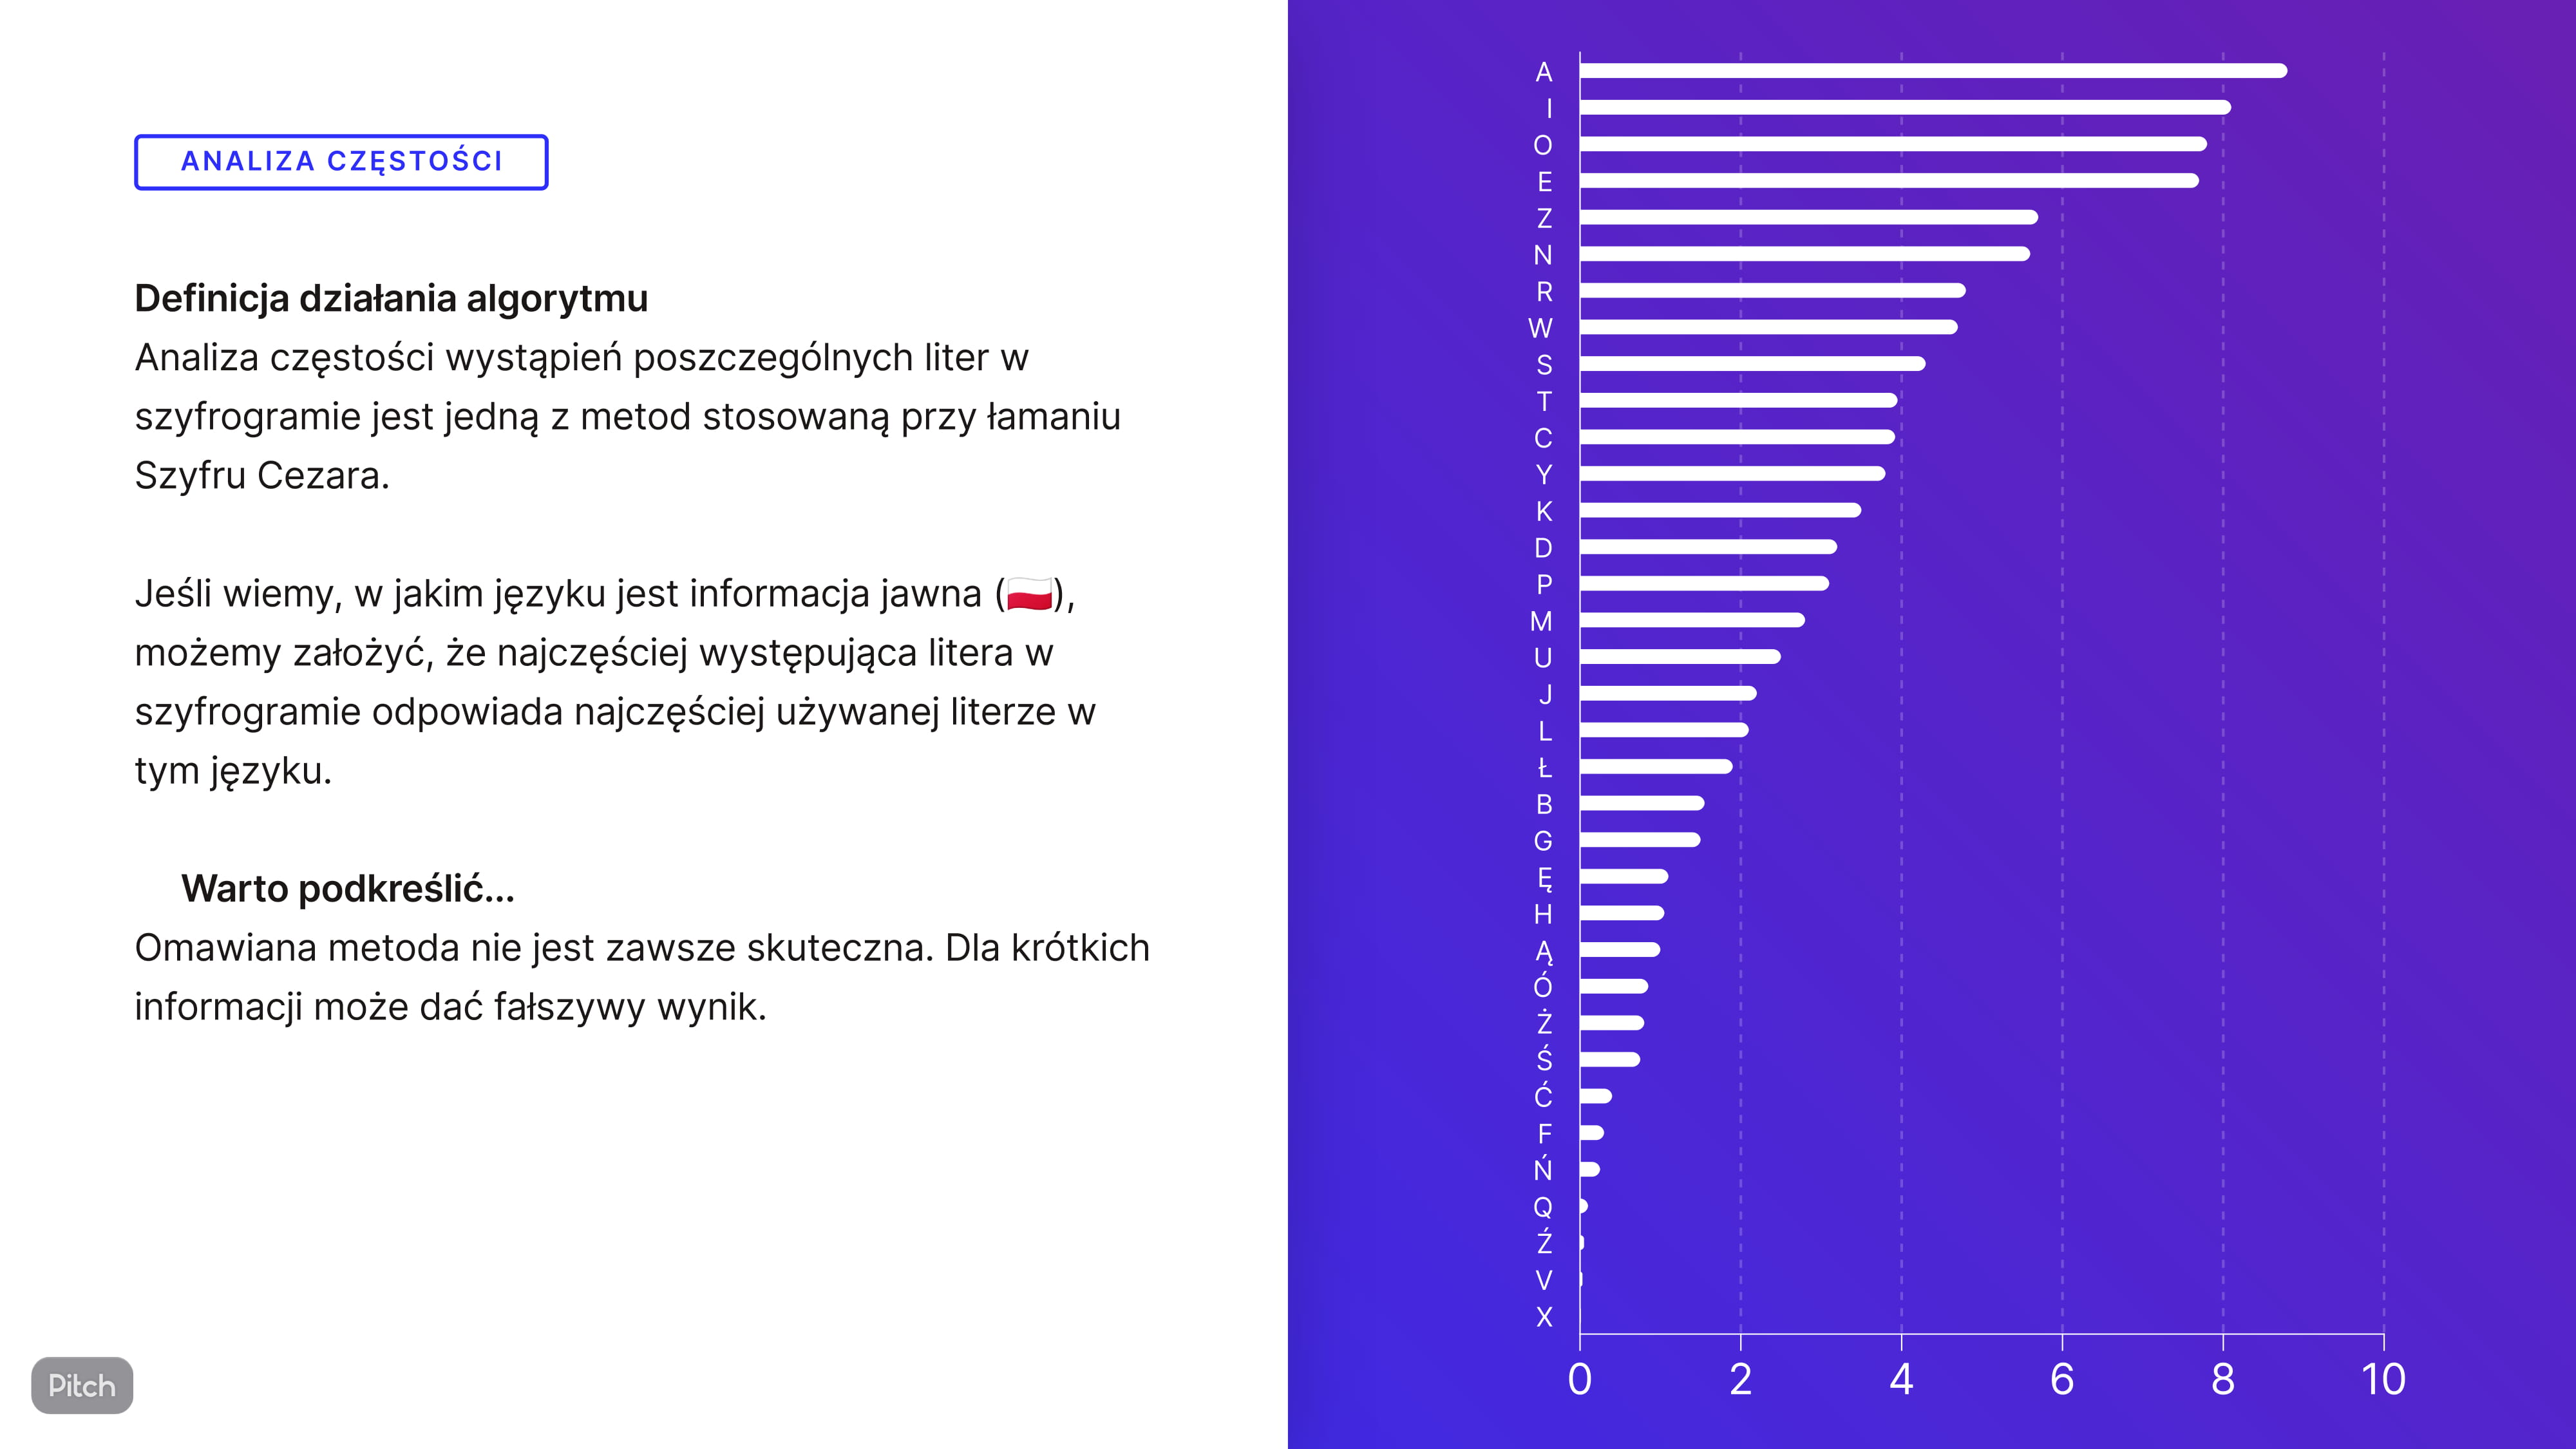 ANALIZA CZĘSTOŚCI
Definicja działania algorytmu
Analiza częstości wystąpień poszczególnych liter w
szyfrogramie jest jedną z metod stosowaną przy łamaniu
Szyfru Cezara.
Jeśli wiemy, w jakim języku jest informacja jawna (🇵🇱),
możemy założyć, że najczęściej występująca litera w
szyfrogramie odpowiada najczęściej używanej literze w
tym języku.
Warto podkreślić...
Omawiana metoda nie jest zawsze skuteczna. Dla krótkich
informacji może dać fałszywy wynik.
Pitch
A
I
O
E
Z
N
R
W
S
T
C
Y
K
D
P
M
U
J
L
Ł
B
G
Ę
H
Ą
Ó
Ż
Ś
Ć
F
Ń
Q
Ź
V
X
0 2 4 6 8 10